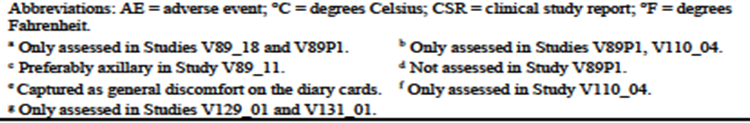 Abbreviations: AE = adverse event; °C = degrees Celsius; CSR = clinical study report; °F = degrees
Fahrenheit.
ᵃ Only assessed in Studies V89_18 and V89P1. ᵇ Only assessed in Studies V89P1, V110_04.
ᶜ Preferably axillary in Study V89_11. ᵈ Not assessed in Study V89P1.
ᵉ Captured as general discomfort on the diary cards. ᶠ Only assessed in Study V110_04.
ᵍ Only assessed in Studies V129_01 and V131_01.